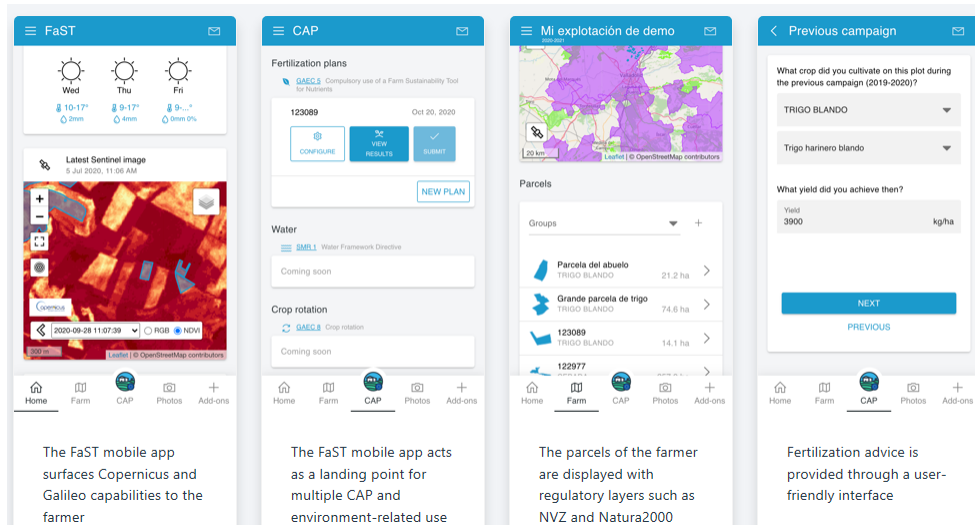 FaST
Wed
Thu
Fri
10-17°
9-17°
9-...°
2mm
4mm
0mm 0%
Latest Sentinel image
5 Jul 2020, 11:06 AM
+
−
Copernicus
2020-09-28 11:07:39
RGB
NDVI
300 m
Leaflet | © OpenStreetMap contributors
Home
Farm
CAP
Photos
Add-ons
The FaST mobile app
surfaces Copernicus and
Galileo capabilities to the
farmer
CAP
Fertilization plans
GAEC 5 Compulsory use of a Farm Sustainability Tool
for Nutrients
123089
Oct 20, 2020
CONFIGURE
VIEW
RESULTS
SUBMIT
NEW PLAN
Water
SMR 1 Water Framework Directive
Coming soon
Crop rotation
GAEC 8 Crop rotation
Coming soon
Home
Farm
CAP
Photos
Add-ons
The FaST mobile app acts
as a landing point for
multiple CAP and
environment-related use
Mi explotación de demo
2020-2021
20 km
Leaflet | © OpenStreetMap contributors
Parcels
Groups
+
Parcela del abuelo
TRIGO BLANDO
21.2 ha
Grande parcela de trigo
TRIGO BLANDO
74.6 ha
123089
TRIGO BLANDO
14.1 ha
122977
Home
Farm
CAP
Photos
Add-ons
The parcels of the farmer
are displayed with
regulatory layers such as
NVZ and Natura2000
Previous campaign
What crop did you cultivate on this plot during
the previous campaign (2019-2020)?
TRIGO BLANDO
Trigo harinero blando
What yield did you achieve then?
Yield
3900
kg/ha
NEXT
PREVIOUS
Home
Farm
CAP
Photos
Add-ons
Fertilization advice is
provided through a user-
friendly interface